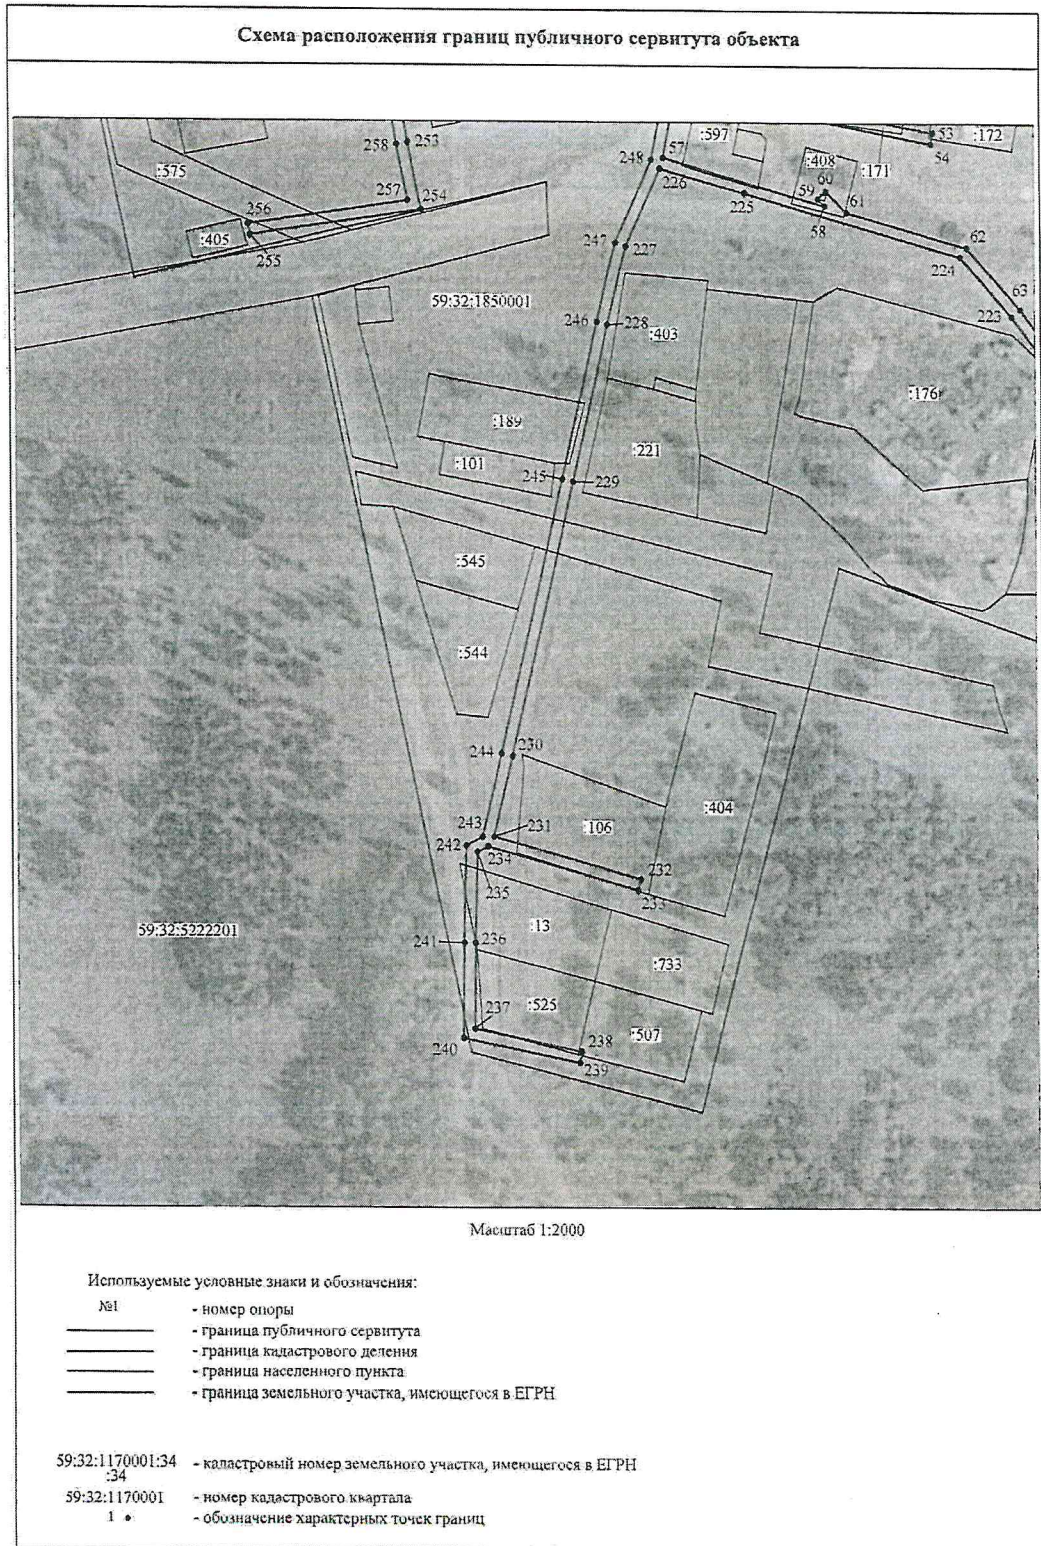 Схема расположения границ публичного сервитута объекта
258 253 :597 53 :172
57 54
248 :408 :171
:575 226 60
257 254 225 59 61
256 58
:405 247 227 62
255 224
59:32:1850001 63
246 228 :403 223
:176
:189
:101 :221
245 229
:545
:544
244 230
:404
243 231 :106
242 234 232
235 233
59:32:5222201 :13
241 236 :733
237 :525
240 238 :507
239
Масштаб 1:2000
Используемые условные знаки и обозначения:
№1 - номер опоры
- граница публичного сервитута
- граница кадастрового деления
- граница населенного пункта
- граница земельного участка, имеющегося в ЕГРН
59:32:1170001:34 - кадастровый номер земельного участка, имеющегося в ЕГРН
:34
59:32:1170001 - номер кадастрового квартала
1 • - обозначение характерных точек границ